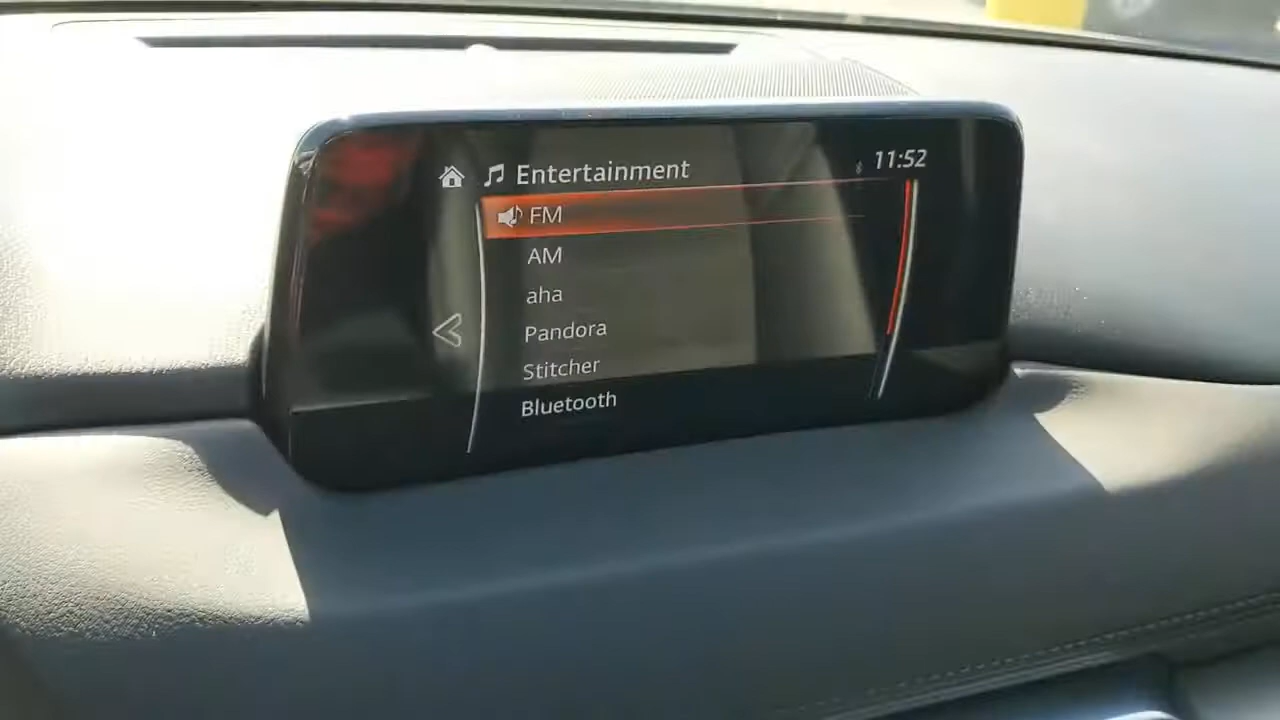 Entertainment 11:52
FM
AM
aha
Pandora
Stitcher
Bluetooth